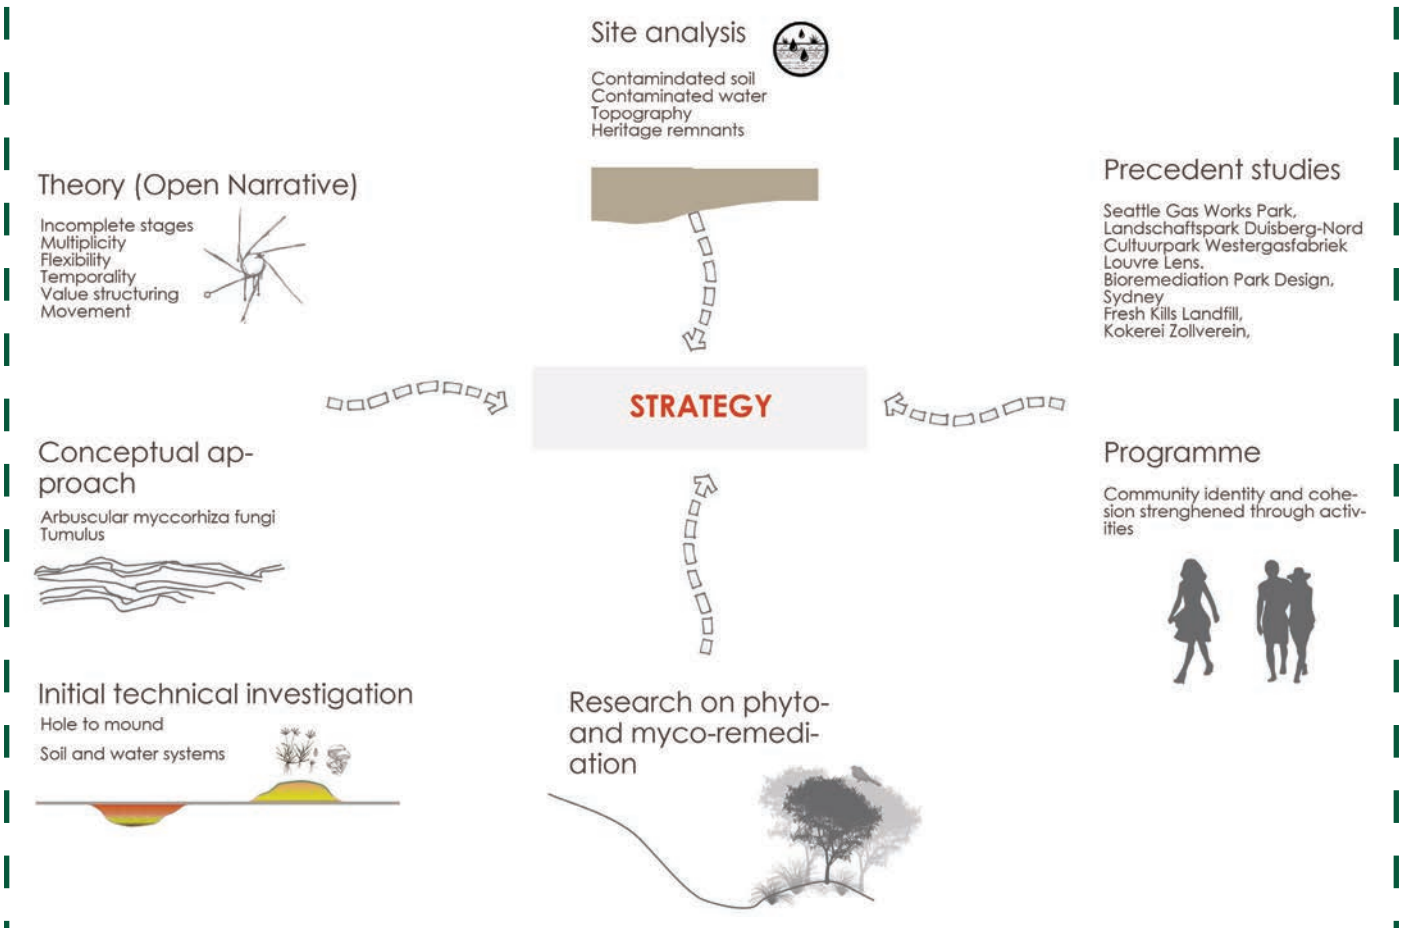 Site analysis
Contamindated soil
Contaminated water
Topography
Heritage remnants
Theory (Open Narrative)
Incomplete stages
Multiplicity
Flexibility
Temporality
Value structuring
Movement
Precedent studies
Seattle Gas Works Park,
Landschaftspark Duisberg-Nord
Cultuurpark Westergasfabriek
Louvre Lens.
Bioremediation Park Design,
Sydney
Fresh Kills Landfill,
Kokerei Zollverein,
STRATEGY
Conceptual ap-
proach
Arbuscular myccorhiza fungi
Tumulus
Programme
Community identity and cohe-
sion strenghened through activ-
ities
Initial technical investigation
Hole to mound
Soil and water systems
Research on phyto-
and myco-remedi-
ation